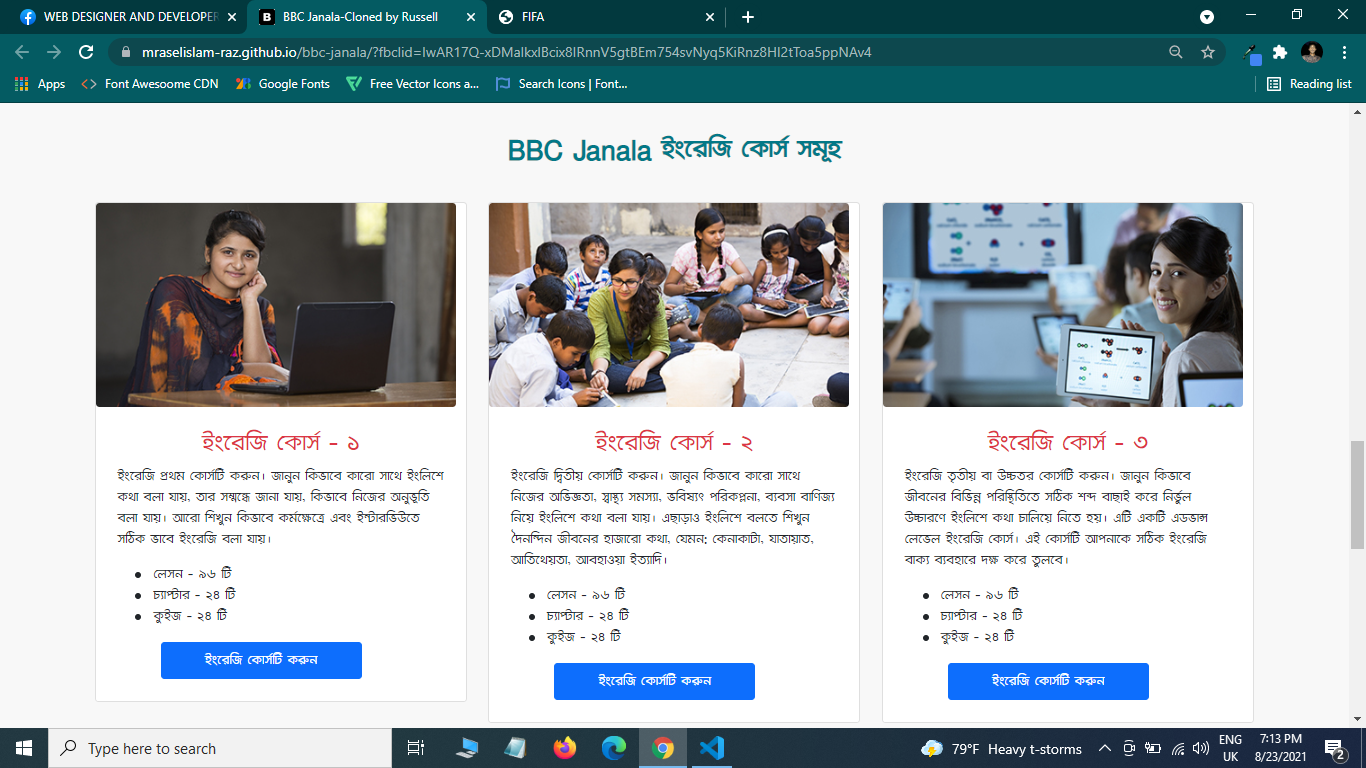 WEB DESIGNER AND DEVELOPER
BBC Janala-Cloned by Russell
FIFA
mraselislam-raz.github.io/bbc-janala/?fbclid=IwAR17Q-xDMalkxIBcix8lRnnV5gtBEm754svNyq5KiRnz8HI2tToa5ppNAv4
Apps
Font Awesoome CDN
Google Fonts
Free Vector Icons a...
Search Icons | Font...
Reading list
BBC Janala ইংরেজি কোর্স সমূহ
ইংরেজি কোর্স - ১
ইংরেজি প্রথম কোর্সটি করুন। জানুন কিভাবে কারো সাথে ইংলিশে
কথা বলা যায়, তার সম্মন্ধে জানা যায়, কিভাবে নিজের অনুভূতি
বলা যায়। আরো শিখুন কিভাবে কর্মক্ষেত্রে এবং ইন্টারভিউতে
সঠিক ভাবে ইংরেজি বলা যায়।
লেসন - ৯৬ টি
চ্যাপ্টার - ২৪ টি
কুইজ - ২৪ টি
ইংরেজি কোর্সটি করুন
ইংরেজি কোর্স - ২
ইংরেজি দ্বিতীয় কোর্সটি করুন। জানুন কিভাবে কারো সাথে
নিজের অভিজ্ঞতা, স্বাস্থ্য সমস্যা, ভবিষ্যৎ পরিকল্পনা, ব্যবসা বাণিজ্য
নিয়ে ইংলিশে কথা বলা যায়। এছাড়াও ইংলিশে বলতে শিখুন
দৈনন্দিন জীবনের হাজারো কথা, যেমন; কেনাকাটা, যাতায়াত,
আতিথেয়তা, আবহাওয়া ইত্যাদি।
লেসন - ৯৬ টি
চ্যাপ্টার - ২৪ টি
কুইজ - ২৪ টি
ইংরেজি কোর্সটি করুন
ইংরেজি কোর্স - ৩
ইংরেজি তৃতীয় বা উচ্চতর কোর্সটি করুন। জানুন কিভাবে
জীবনের বিভিন্ন পরিস্থিতিতে সঠিক শব্দ বাছাই করে নির্ভুল
উচ্চারণে ইংলিশে কথা চালিয়ে নিতে হয়। এটি একটি এডভান্স
লেভেল ইংরেজি কোর্স। এই কোর্সটি আপনাকে সঠিক ইংরেজি
বাক্য ব্যবহারে দক্ষ করে তুলবে।
লেসন - ৯৬ টি
চ্যাপ্টার - ২৪ টি
কুইজ - ২৪ টি
ইংরেজি কোর্সটি করুন
Type here to search
79°F Heavy t-storms
ENG
UK
7:13 PM
8/23/2021
2